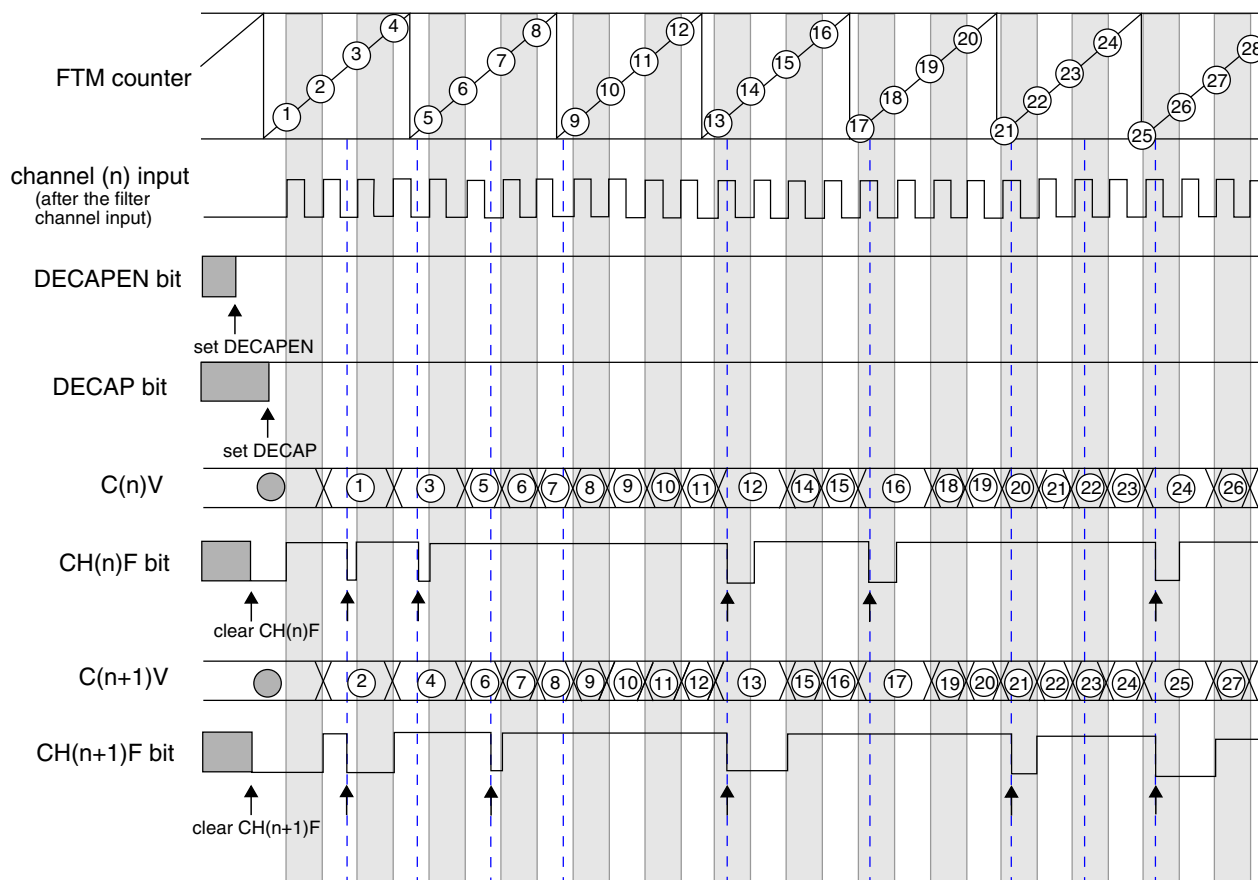 FTM counter
1 2 3 4 5 6 7 8 9 10 11 12 13 14 15 16 17 18 19 20 21 22 23 24 25 26 27 28
channel (n) input
(after the filter
channel input)
DECAPEN bit
set DECAPEN
DECAP bit
set DECAP
C(n)V
1 3 5 6 7 8 9 10 11 12 14 15 16 18 19 20 21 22 23 24 26
CH(n)F bit
clear CH(n)F
C(n+1)V
2 4 6 7 8 9 10 11 12 13 15 16 17 19 20 21 22 23 24 25 27
CH(n+1)F bit
clear CH(n+1)F